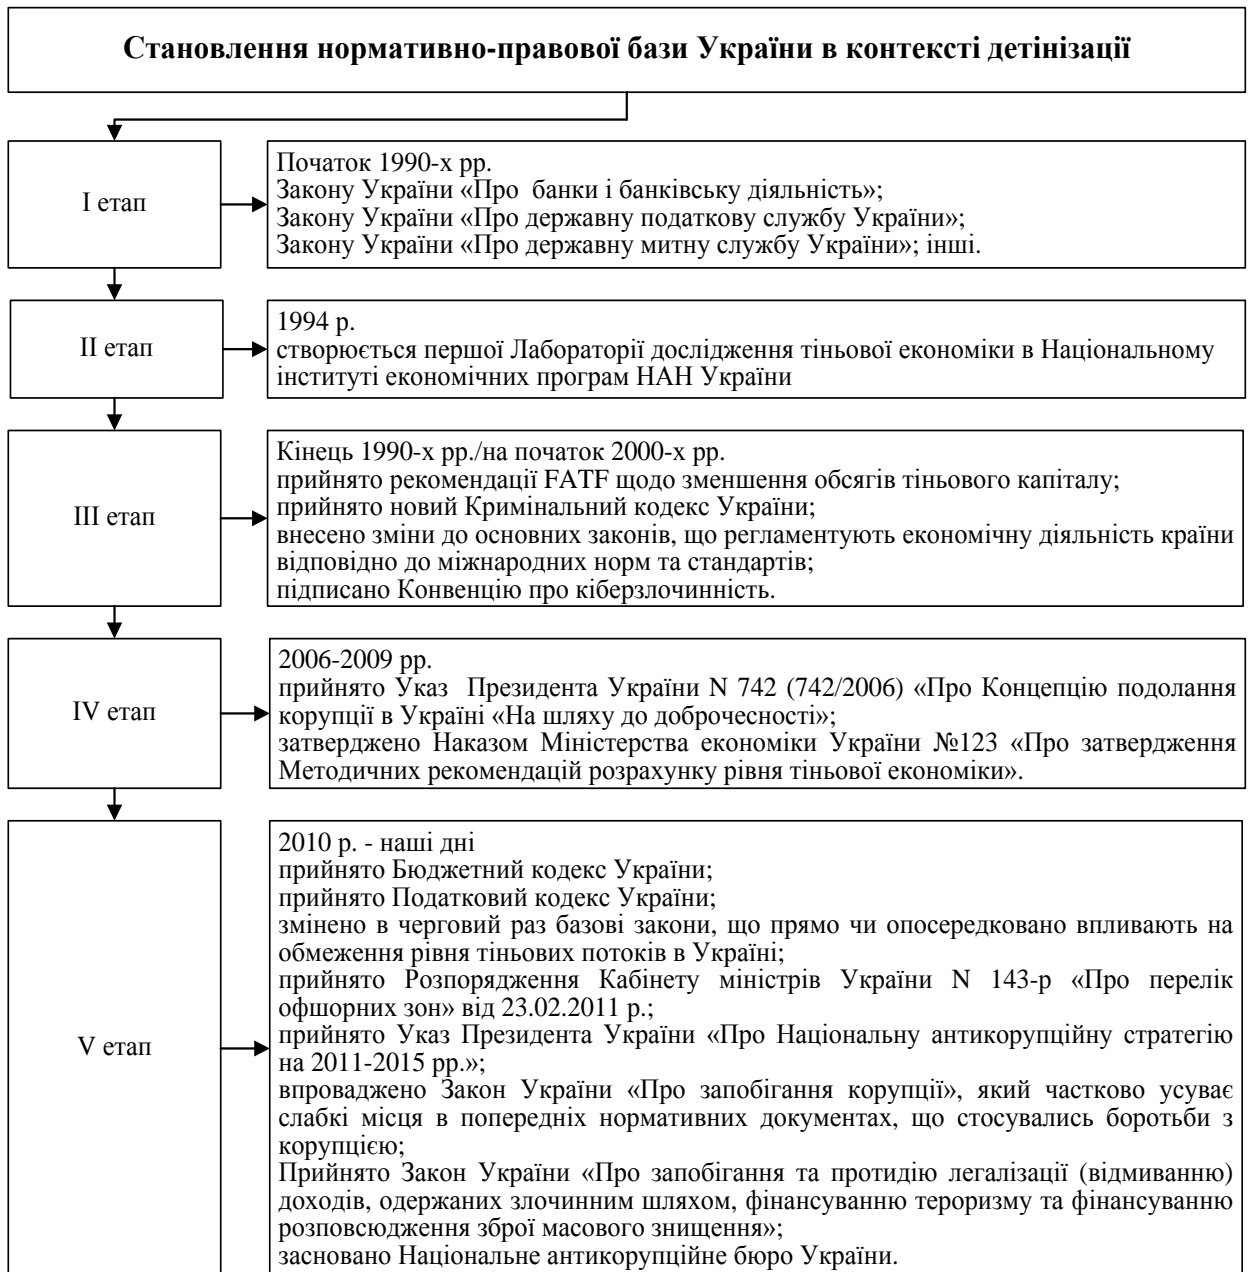 Становлення нормативно-правової бази України в контексті детінізації
I етап
Початок 1990-х рр.
Закону України «Про банки і банківську діяльність»;
Закону України «Про державну податкову службу України»;
Закону України «Про державну митну службу України»; інші.
II етап
1994 р.
створюється першої Лабораторії дослідження тіньової економіки в Національному
інституті економічних програм НАН України
III етап
Кінець 1990-х рр./на початок 2000-х рр.
прийнято рекомендації FATF щодо зменшення обсягів тіньового капіталу;
прийнято новий Кримінальний кодекс України;
внесено зміни до основних законів, що регламентують економічну діяльність країни
відповідно до міжнародних норм та стандартів;
підписано Конвенцію про кіберзлочинність.
IV етап
2006-2009 рр.
прийнято Указ Президента України N 742 (742/2006) «Про Концепцію подолання
корупції в Україні «На шляху до доброчесності»;
затверджено Наказом Міністерства економіки України №123 «Про затвердження
Методичних рекомендацій розрахунку рівня тіньової економіки».
V етап
2010 р. - наші дні
прийнято Бюджетний кодекс України;
прийнято Податковий кодекс України;
змінено в черговий раз базові закони, що прямо чи опосередковано впливають на
обмеження рівня тіньових потоків в Україні;
прийнято Розпорядження Кабінету міністрів України N 143-р «Про перелік
офшорних зон» від 23.02.2011 р.;
прийнято Указ Президента України «Про Національну антикорупційну стратегію
на 2011-2015 рр.»;
впроваджено Закон України «Про запобігання корупції», який частково усуває
слабкі місця в попередніх нормативних документах, що стосувались боротьби з
корупцією;
Прийнято Закон України «Про запобігання та протидію легалізації (відмиванню)
доходів, одержаних злочинним шляхом, фінансуванню тероризму та фінансуванню
розповсюдження зброї масового знищення»;
засновано Національне антикорупційне бюро України.